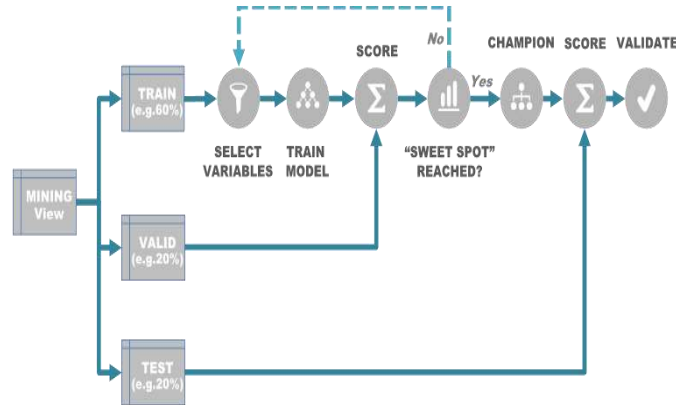 No
SCORE
CHAMPION
SCORE
VALIDATE
TRAIN
(e.g.60%)
Yes
SELECT
VARIABLES
TRAIN
MODEL
"SWEET SPOT"
REACHED?
MINING
View
VALID
(e.g.20%)
TEST
(e.g.20%)